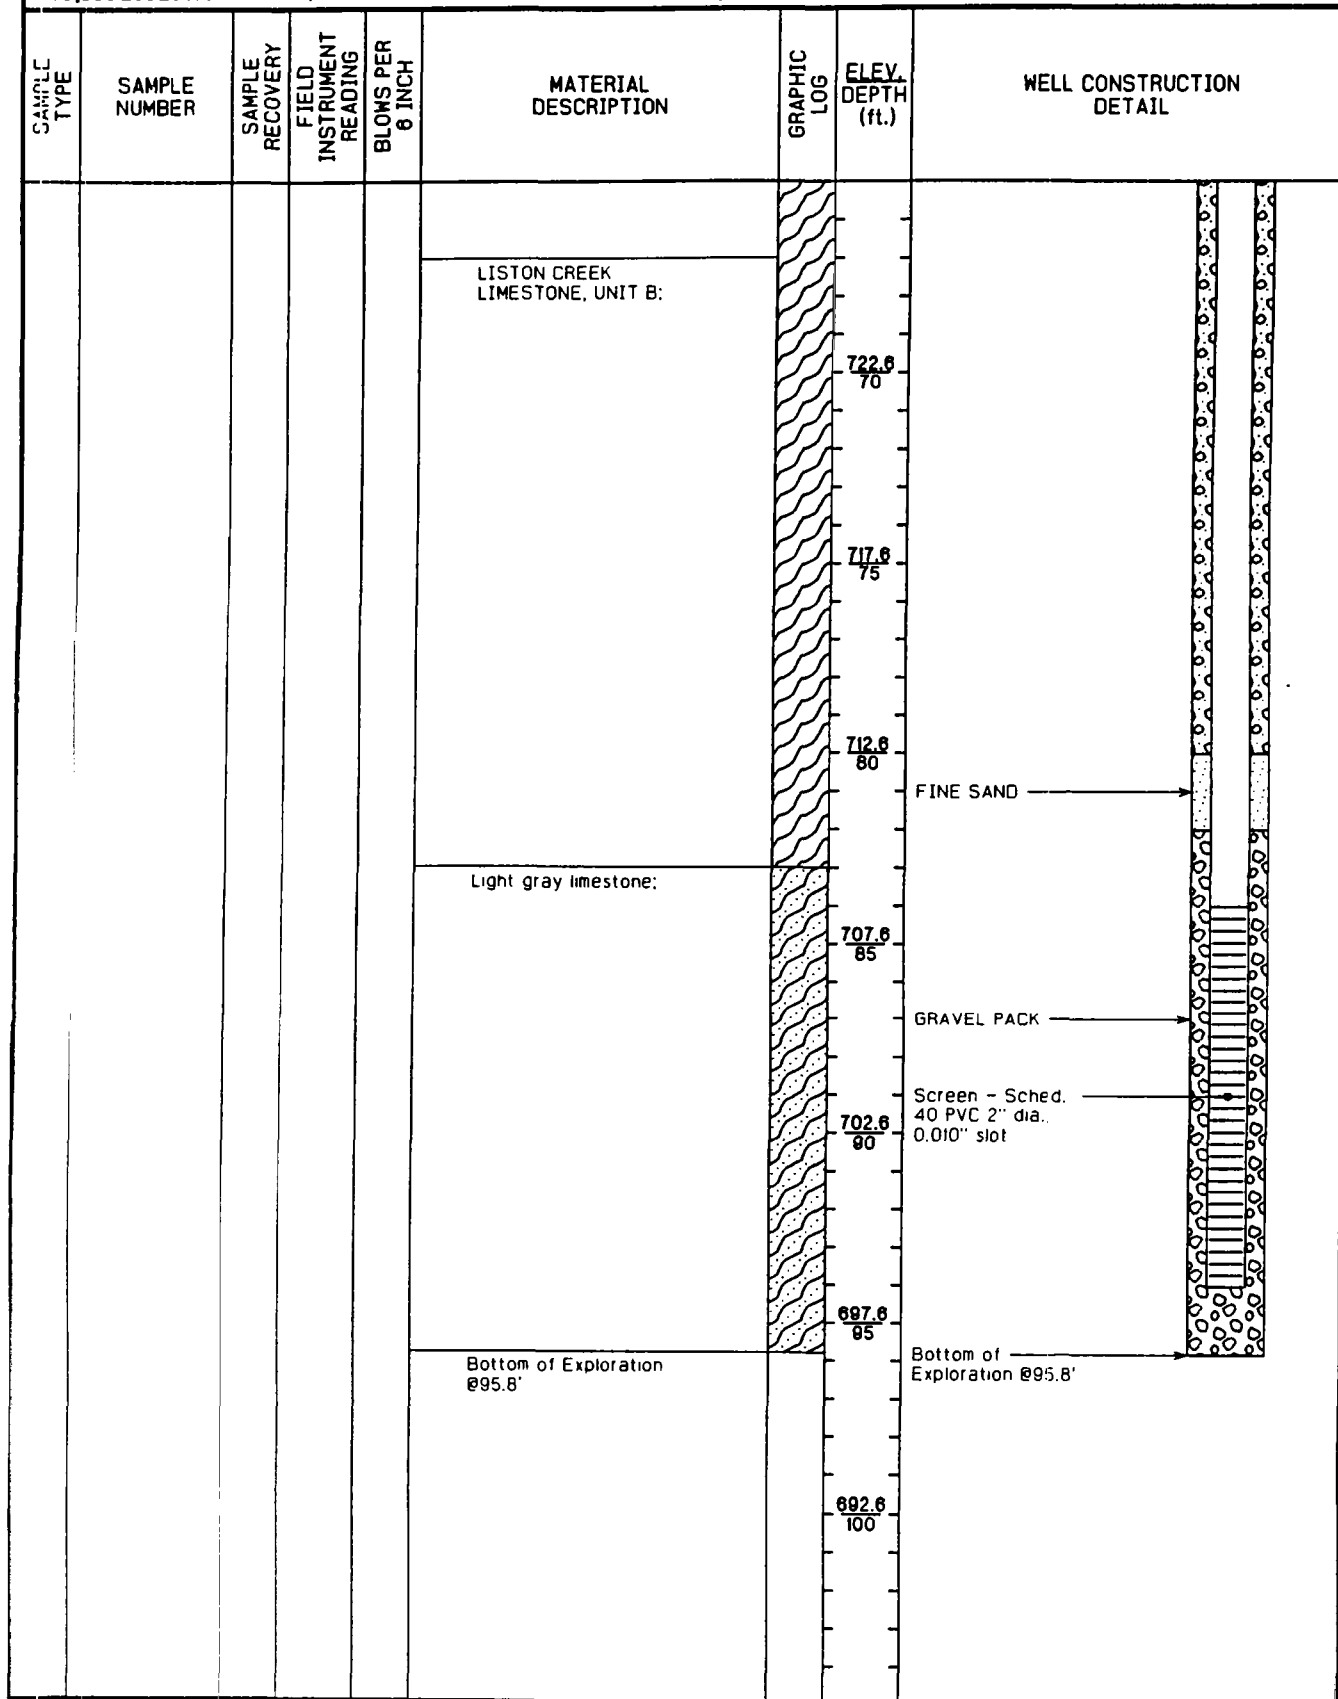 SAMPLE TYPE
SAMPLE NUMBER
SAMPLE RECOVERY
FIELD INSTRUMENT READING
BLOWS PER 6 INCH
MATERIAL DESCRIPTION
GRAPHIC LOG
ELEV. DEPTH (ft.)
WELL CONSTRUCTION DETAIL
LISTON CREEK
LIMESTONE, UNIT B:
722.6
70
717.6
75
712.6
80
FINE SAND
Light gray limestone;
707.6
85
GRAVEL PACK
Screen - Sched.
40 PVC 2" dia.,
0.010" slot
702.6
90
697.6
95
Bottom of Exploration
@95.8'
Bottom of
Exploration @95.8'
692.6
100